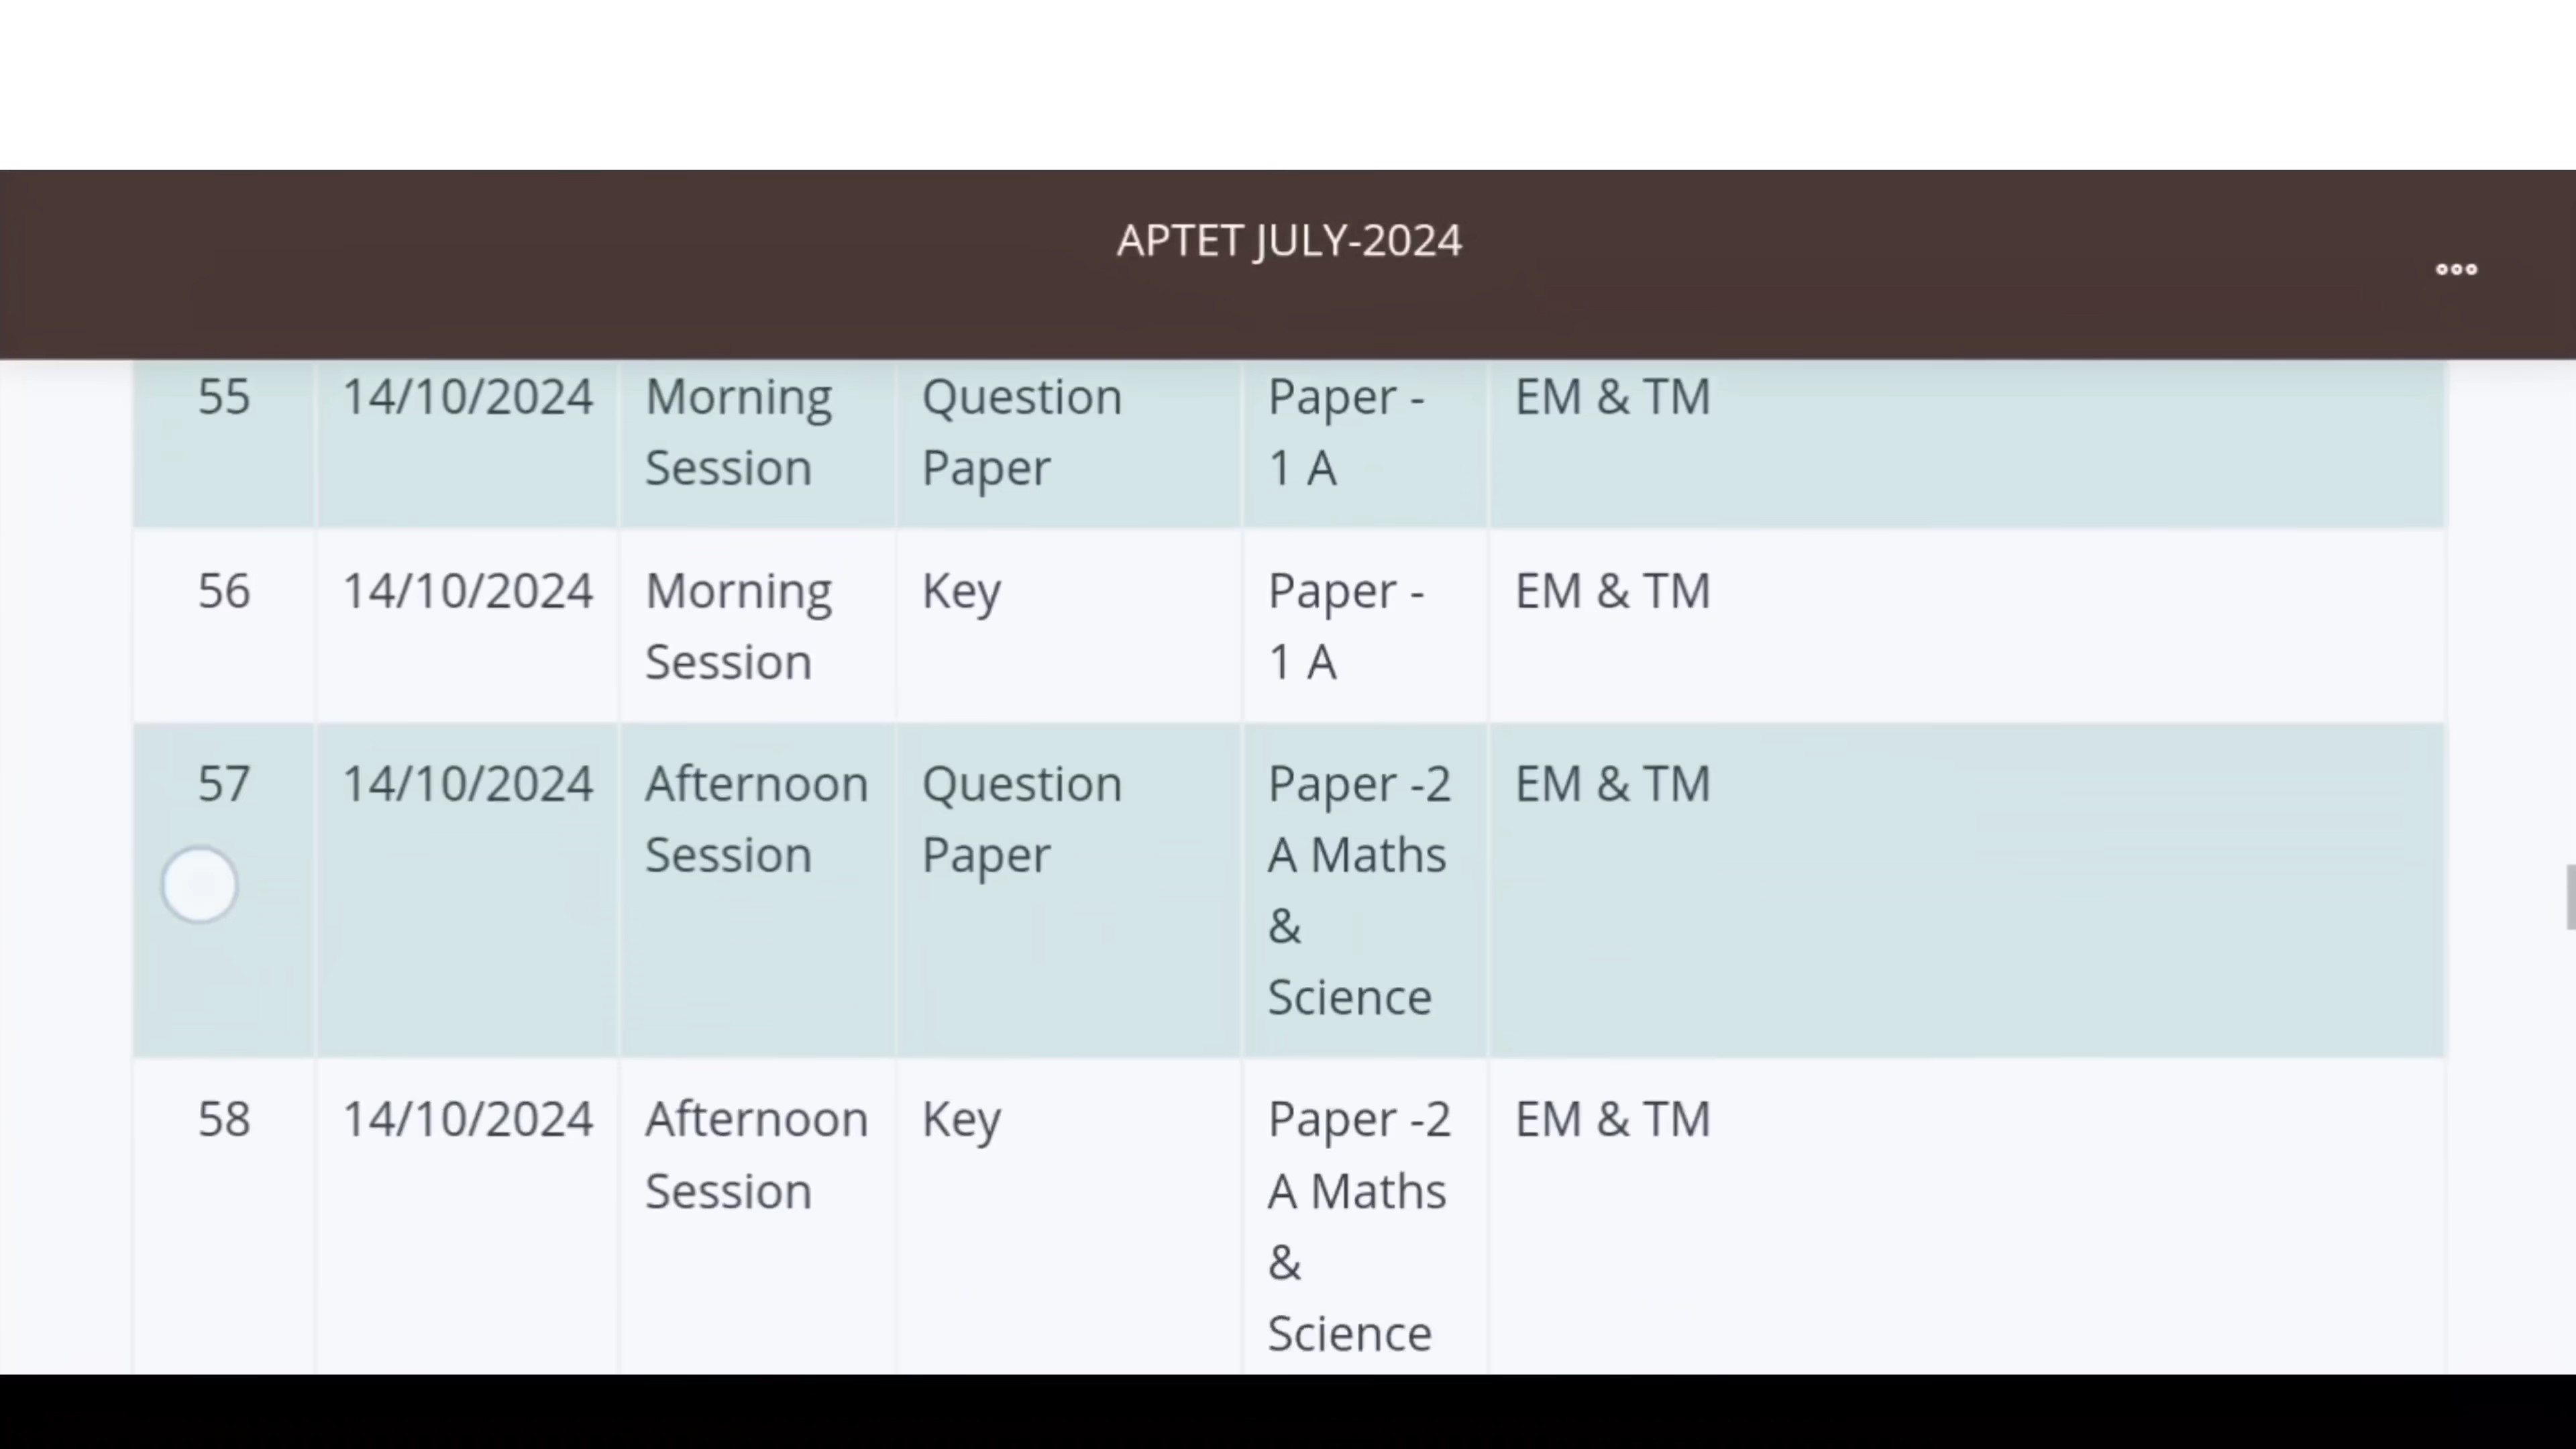 APTET JULY-2024
55 14/10/2024 Morning Session Question Paper Paper - 1 A EM & TM
56 14/10/2024 Morning Session Key Paper - 1 A EM & TM
57 14/10/2024 Afternoon Session Question Paper Paper -2 A Maths & Science EM & TM
58 14/10/2024 Afternoon Session Key Paper -2 A Maths & Science EM & TM